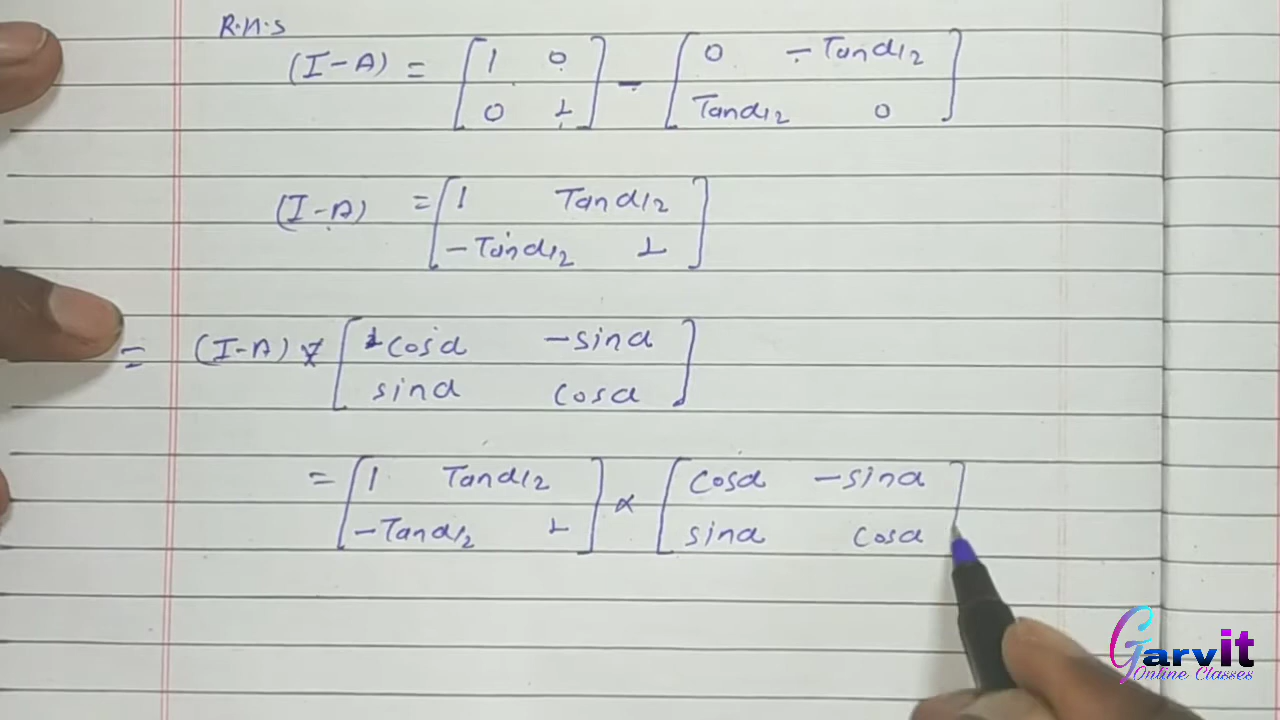 R.H.S
(I-A) = [1 0] - [0 -Tanα/2]
[0 1] [Tanα/2 0]
(I-A) = [1 Tanα/2]
[-Tanα/2 1]
= (I-A) × [cosα -sinα]
[sinα cosα]
= [1 Tanα/2] × [cosα -sinα]
[-Tanα/2 1] [sinα cosα]
Garvit
Online Classes